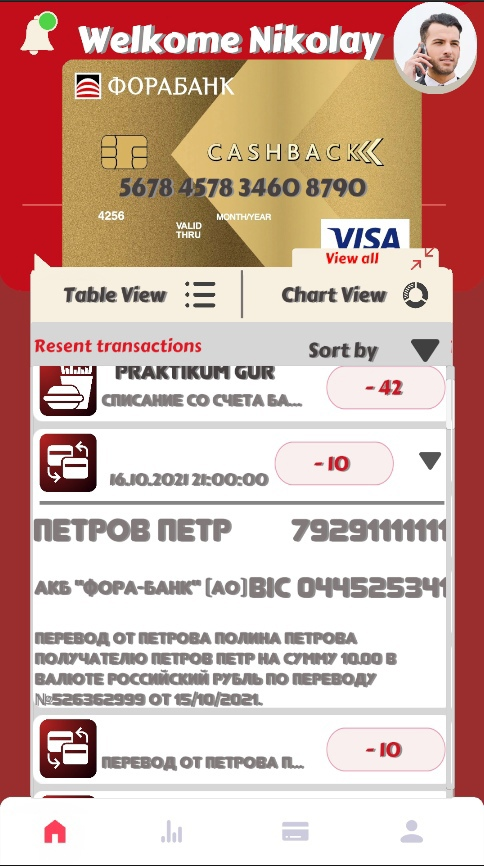 Welkome Nikolay
ФОРАБАНК
CASHBACK
5678 4578 3460 8790
4256
MONTH/YEAR
VALID
THRU
VISA
View all
Table View
Chart View
Resent transactions
Sort by
PRAKTIKUM GUR
- 42
СПИСАНИЕ СО СЧЕТА БА...
- 10
16.10.2021 21:00:00
ПЕТРОВ ПЕТР 79291111111
АКБ "ФОРА-БАНК" (АО) BIC 044525341
ПЕРЕВОД ОТ ПЕТРОВА ПОЛИНА ПЕТРОВА
ПОЛУЧАТЕЛЮ ПЕТРОВ ПЕТР НА СУММУ 10.00 В
ВАЛЮТЕ РОССИЙСКИЙ РУБЛЬ ПО ПЕРЕВОДУ
№526362999 ОТ 15/10/2021.
- 10
ПЕРЕВОД ОТ ПЕТРОВА П...